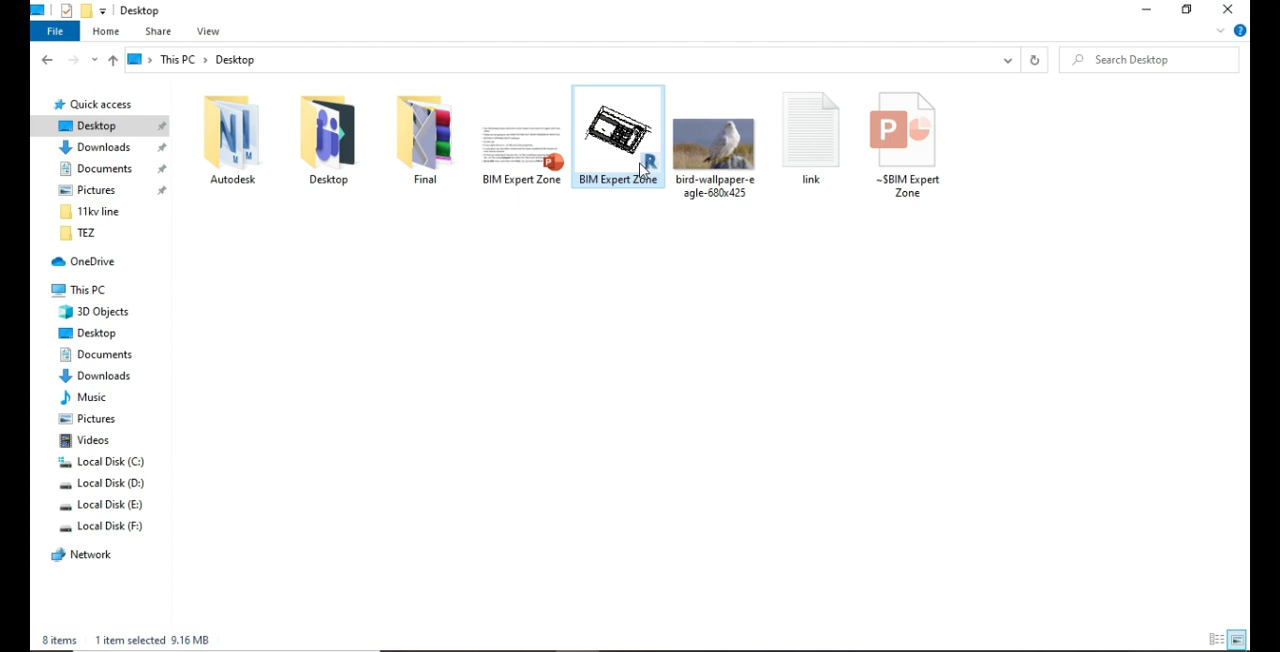 Desktop
File
Home
Share
View
This PC
Desktop
Search Desktop
Quick access
Desktop
Downloads
Documents
Pictures
11kv line
TEZ
OneDrive
This PC
3D Objects
Desktop
Documents
Downloads
Music
Pictures
Videos
Local Disk (C:)
Local Disk (D:)
Local Disk (E:)
Local Disk (F:)
Network
Autodesk
Desktop
Final
BIM Expert Zone
BIM Expert Zone
bird-wallpaper-e
agle-680x425
link
~$BIM Expert
Zone
8 items
1 item selected 9.16 MB